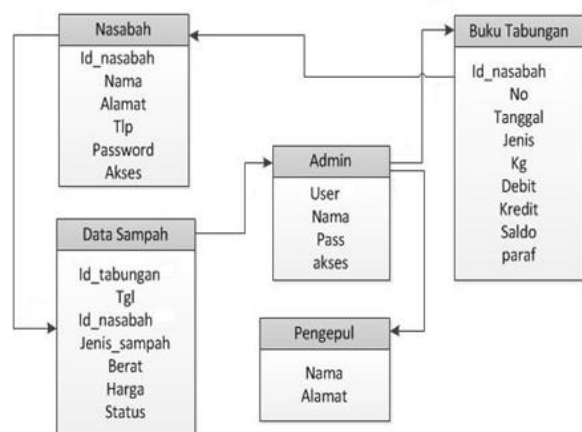 Nasabah
Id_nasabah
Nama
Alamat
Tlp
Password
Akses
Data Sampah
Id_tabungan
Tgl
Id_nasabah
Jenis_sampah
Berat
Harga
Status
Admin
User
Nama
Pass
akses
Pengepul
Nama
Alamat
Buku Tabungan
Id_nasabah
No
Tanggal
Jenis
Kg
Debit
Kredit
Saldo
paraf